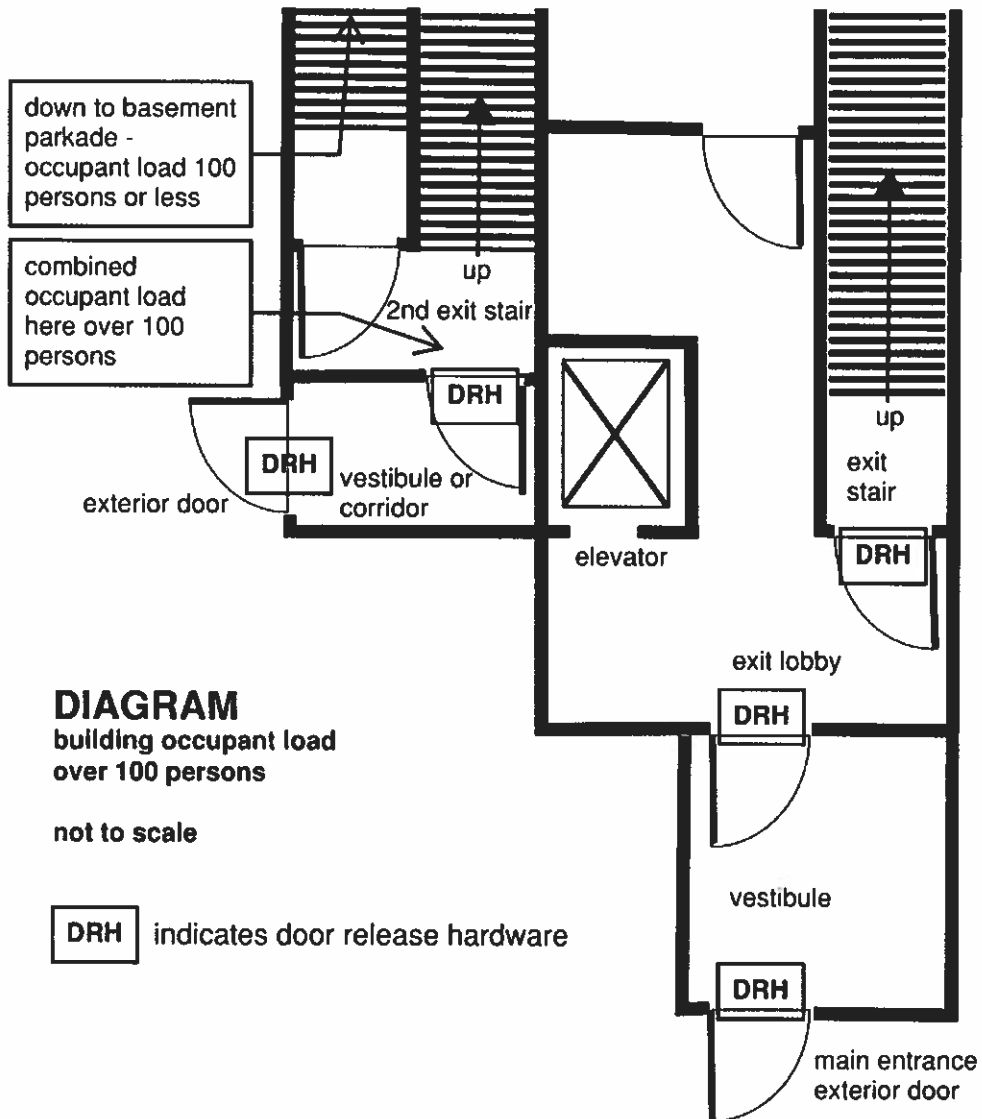 down to basement
parkade -
occupant load 100
persons or less
combined
occupant load
here over 100
persons
up
2nd exit stair
DRH
DRH
vestibule or
corridor
exterior door
elevator
up
exit
stair
DRH
exit lobby
DRH
DIAGRAM
building occupant load
over 100 persons
not to scale
vestibule
DRH indicates door release hardware
DRH
main entrance
exterior door